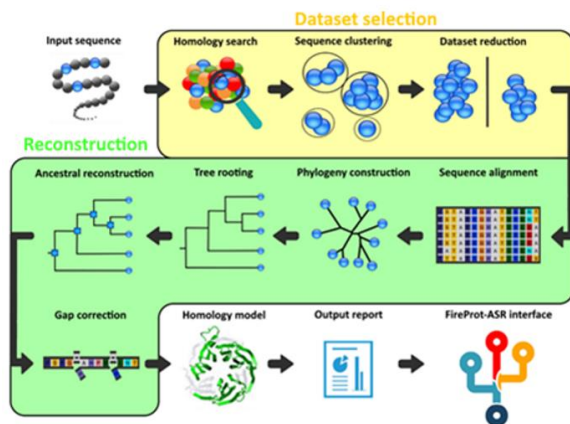 Dataset selection
Input sequence
Homology search
Sequence clustering
Dataset reduction
Reconstruction
Ancestral reconstruction
Tree rooting
Phylogeny construction
Sequence alignment
Gap correction
Homology model
Output report
FireProt-ASR interface